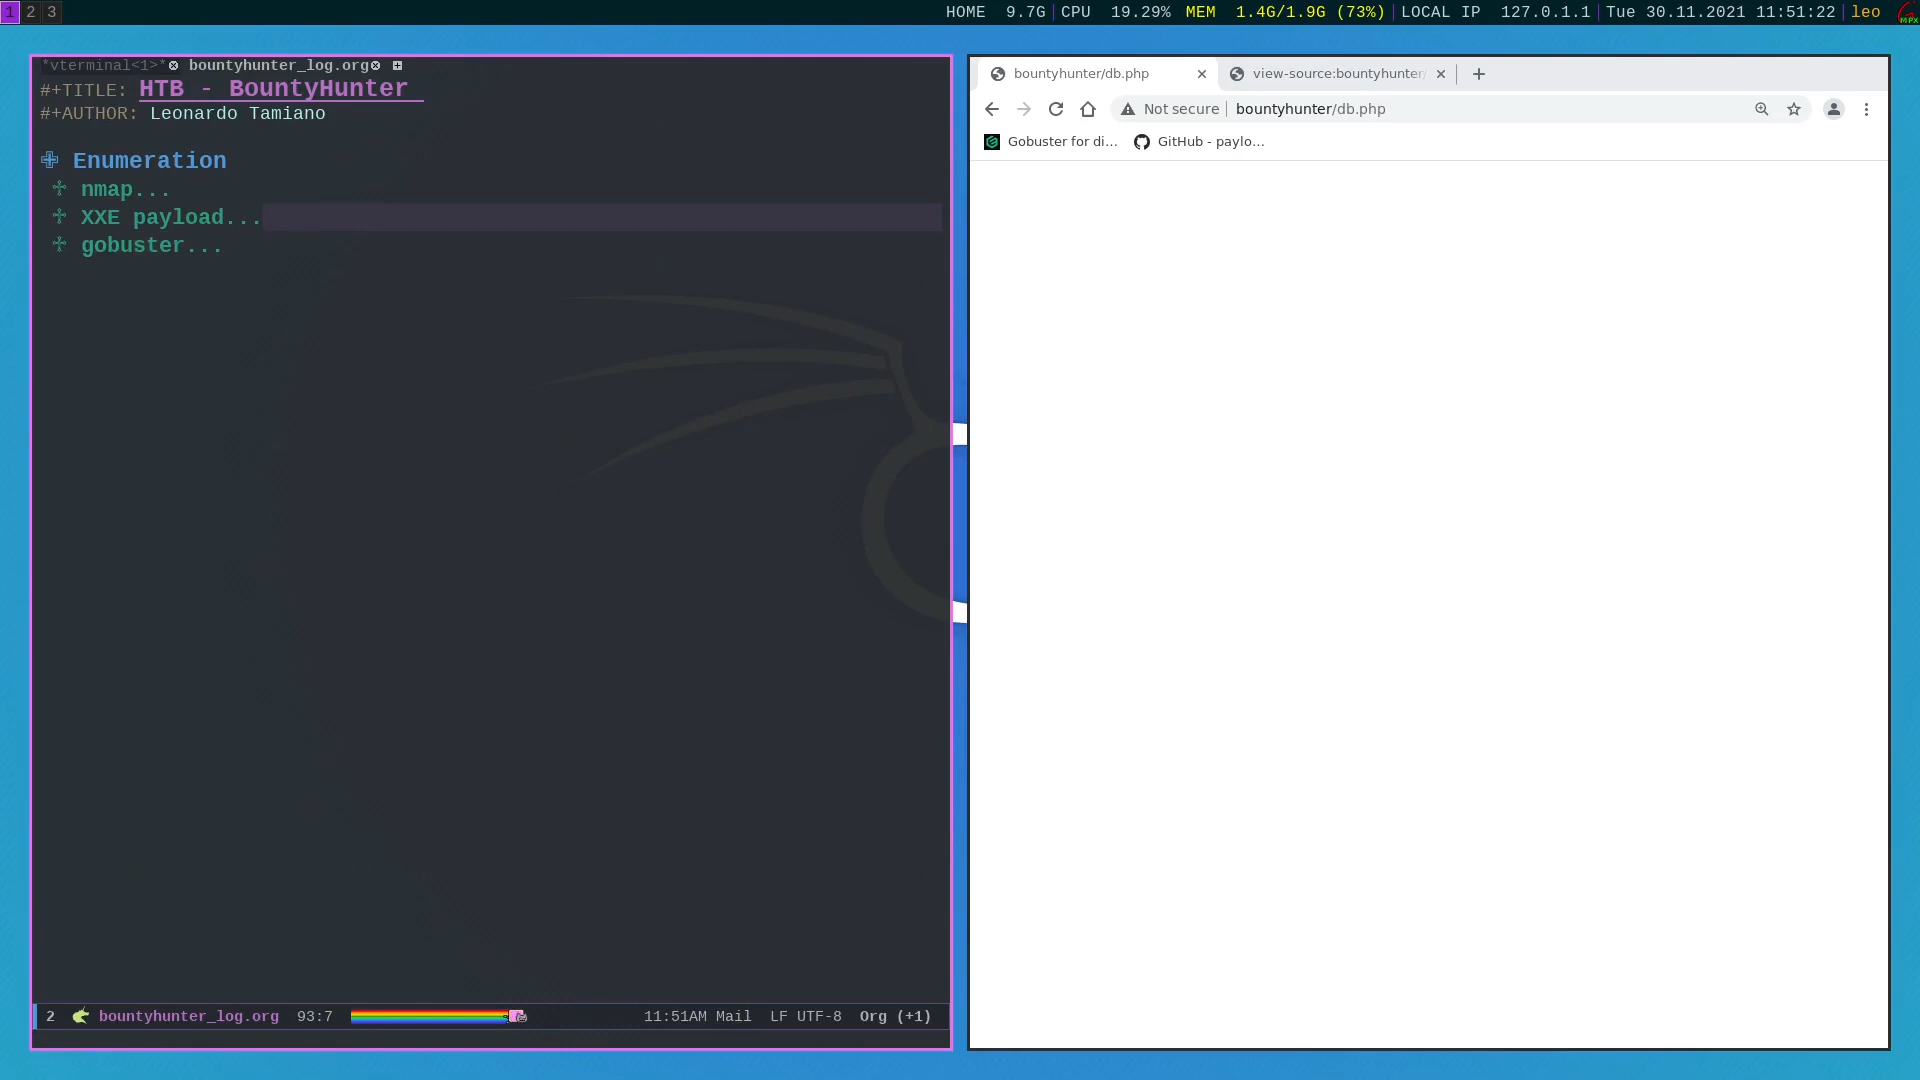 1 2 3
HOME 9.7G CPU 19.29% MEM 1.4G/1.9G (73%) LOCAL IP 127.0.1.1 Tue 30.11.2021 11:51:22 leo
*vterminal<1>* bountyhunter_log.org
#+TITLE: HTB - BountyHunter
#+AUTHOR: Leonardo Tamiano
Enumeration
nmap...
XXE payload...
gobuster...
2 bountyhunter_log.org 93:7 11:51AM Mail LF UTF-8 Org (+1)
bountyhunter/db.php view-source:bountyhunter/
Not secure bountyhunter/db.php
Gobuster for di... GitHub - paylo...